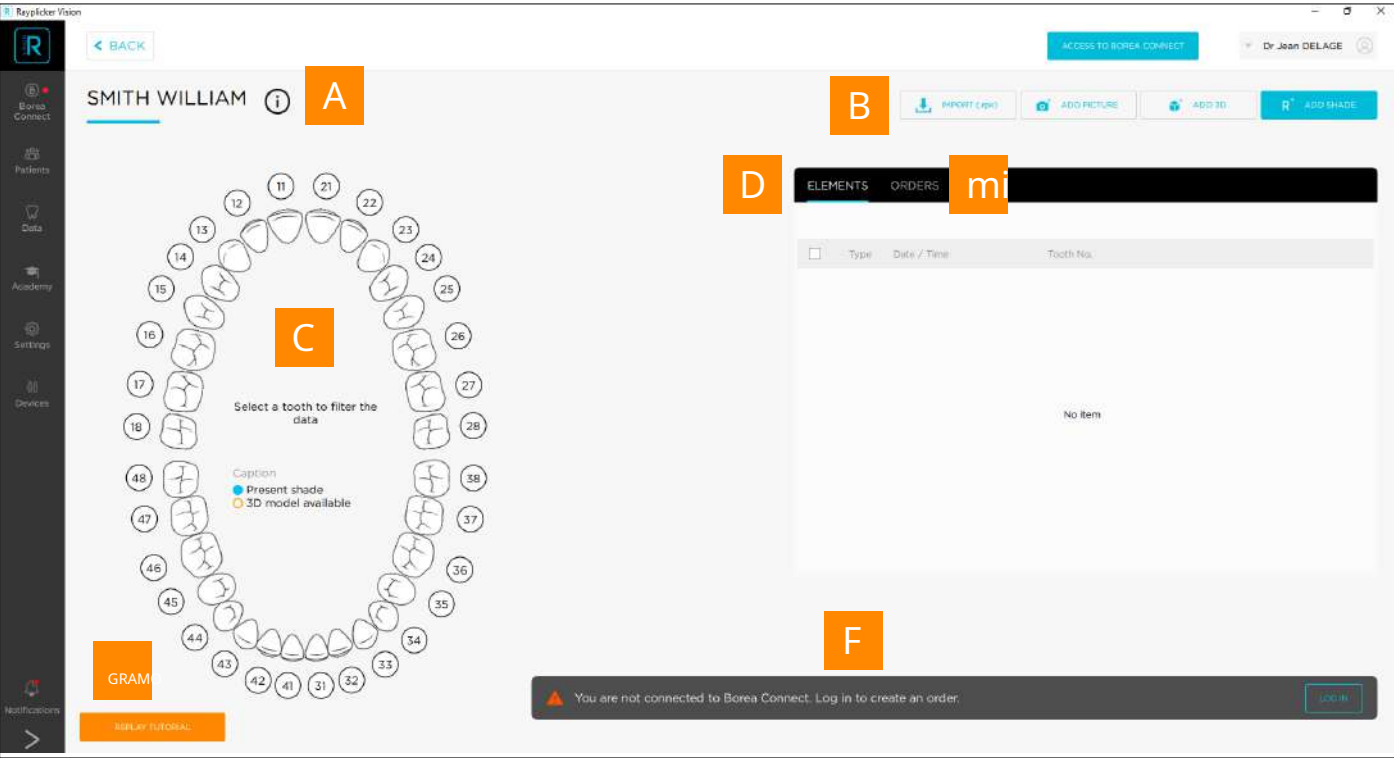 R Rayplicker Vision
R
BACK
ACCESS TO BOREA CONNECT
Dr Jean DELAGE
Borea
Connect
Patients
Data
Academy
Settings
Devices
Notifications
SMITH WILLIAM
A
B
IMPORT (.rpic)
ADD PICTURE
ADD 3D
R+ ADD SHADE
11
21
12
22
13
23
14
24
15
25
16
26
17
27
18
28
C
Select a tooth to filter the
data
Caption
Present shade
3D model available
48
38
47
37
46
36
45
35
44
34
43
33
42
41
31
32
D
ELEMENTS
ORDERS
mi
Type
Date / Time
Tooth No.
No item
F
GRAM
REPLAY TUTORIAL
You are not connected to Borea Connect. Log in to create an order.
LOG IN